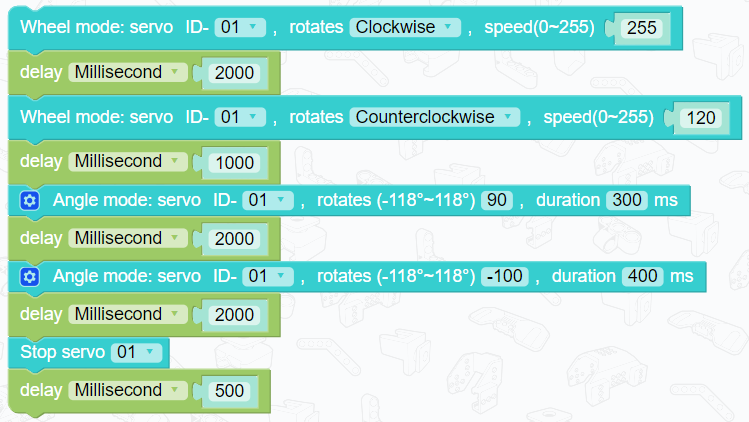 Wheel mode: servo ID- 01 , rotates Clockwise , speed(0~255) 255
delay Millisecond 2000
Wheel mode: servo ID- 01 , rotates Counterclockwise , speed(0~255) 120
delay Millisecond 1000
Angle mode: servo ID- 01 , rotates (-118°~118°) 90 , duration 300 ms
delay Millisecond 2000
Angle mode: servo ID- 01 , rotates (-118°~118°) -100 , duration 400 ms
delay Millisecond 2000
Stop servo 01
delay Millisecond 500